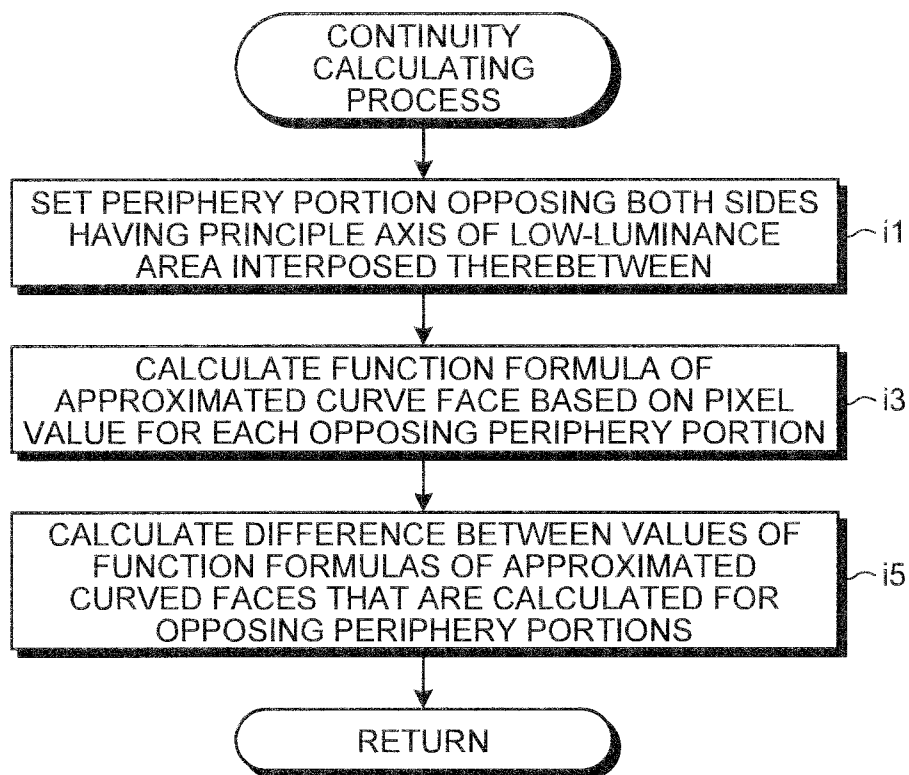 CONTINUITY
CALCULATING
PROCESS
SET PERIPHERY PORTION OPPOSING BOTH SIDES
HAVING PRINCIPLE AXIS OF LOW-LUMINANCE
AREA INTERPOSED THEREBETWEEN
i1
CALCULATE FUNCTION FORMULA OF
APPROXIMATED CURVE FACE BASED ON PIXEL
VALUE FOR EACH OPPOSING PERIPHERY PORTION
i3
CALCULATE DIFFERENCE BETWEEN VALUES OF
FUNCTION FORMULAS OF APPROXIMATED
CURVED FACES THAT ARE CALCULATED FOR
OPPOSING PERIPHERY PORTIONS
i5
RETURN